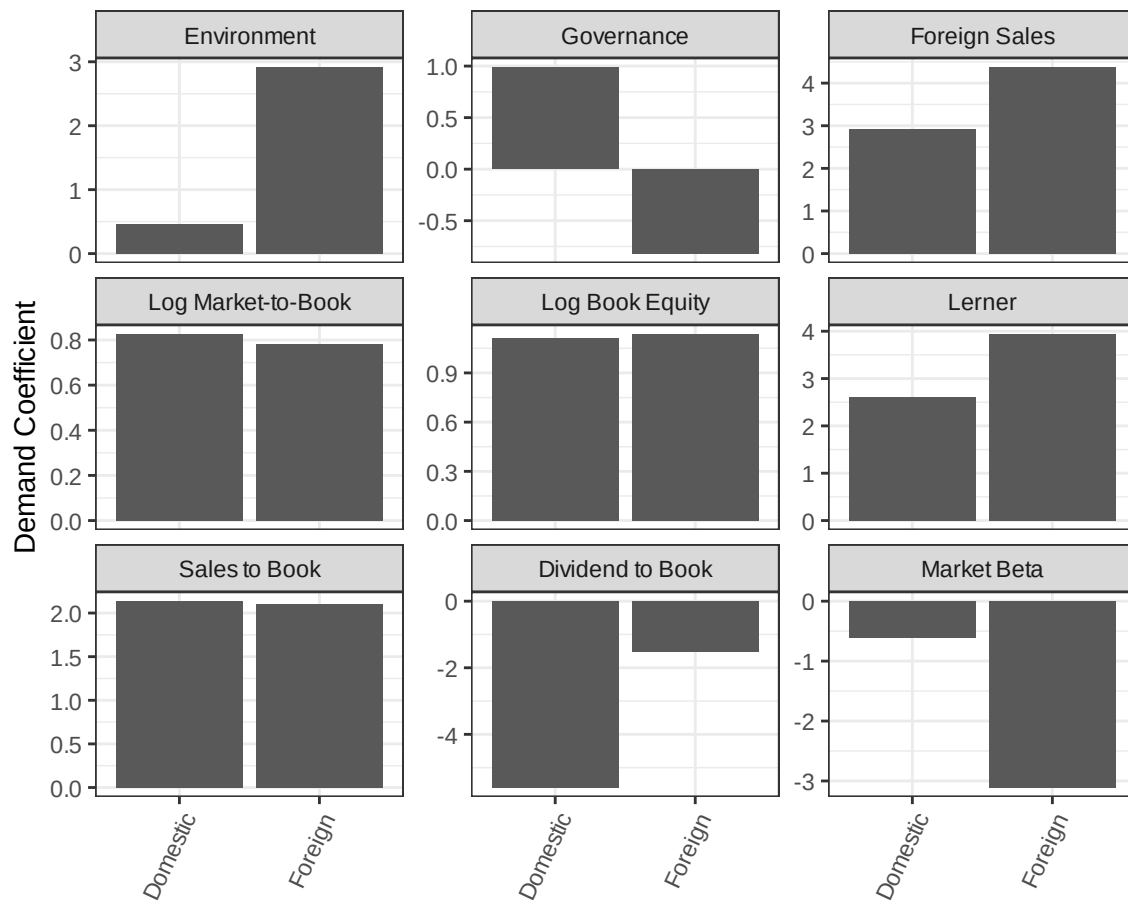 Demand Coefficient
Environment
3
2
1
0
Governance
1.0
0.5
0.0
-0.5
Foreign Sales
4
3
2
1
0
Log Market-to-Book
0.8
0.6
0.4
0.2
0.0
Log Book Equity
0.9
0.6
0.3
0.0
Lerner
4
3
2
1
0
Sales to Book
2.0
1.5
1.0
0.5
0.0
Domestic
Foreign
Dividend to Book
0
-2
-4
Domestic
Foreign
Market Beta
0
-1
-2
-3
Domestic
Foreign